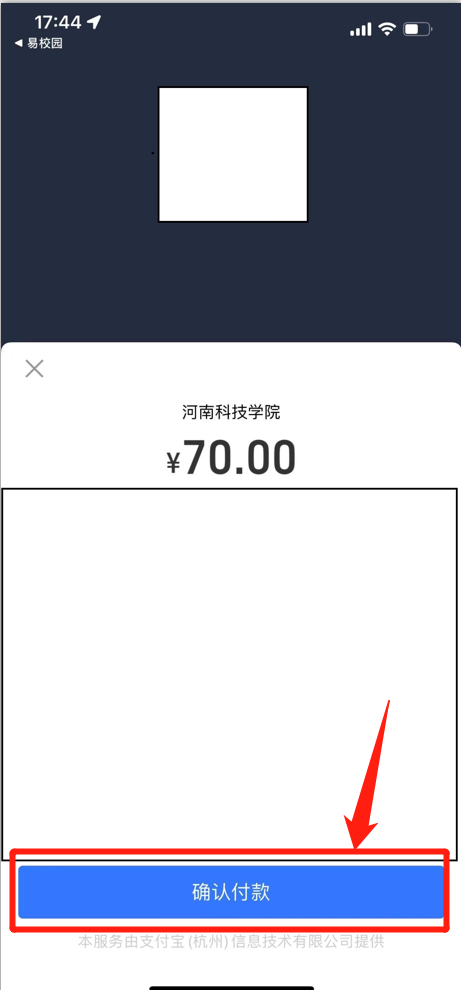 17:44
◀ 易校园
河南科技学院
¥70.00
确认付款
本服务由支付宝(杭州)信息技术有限公司提供